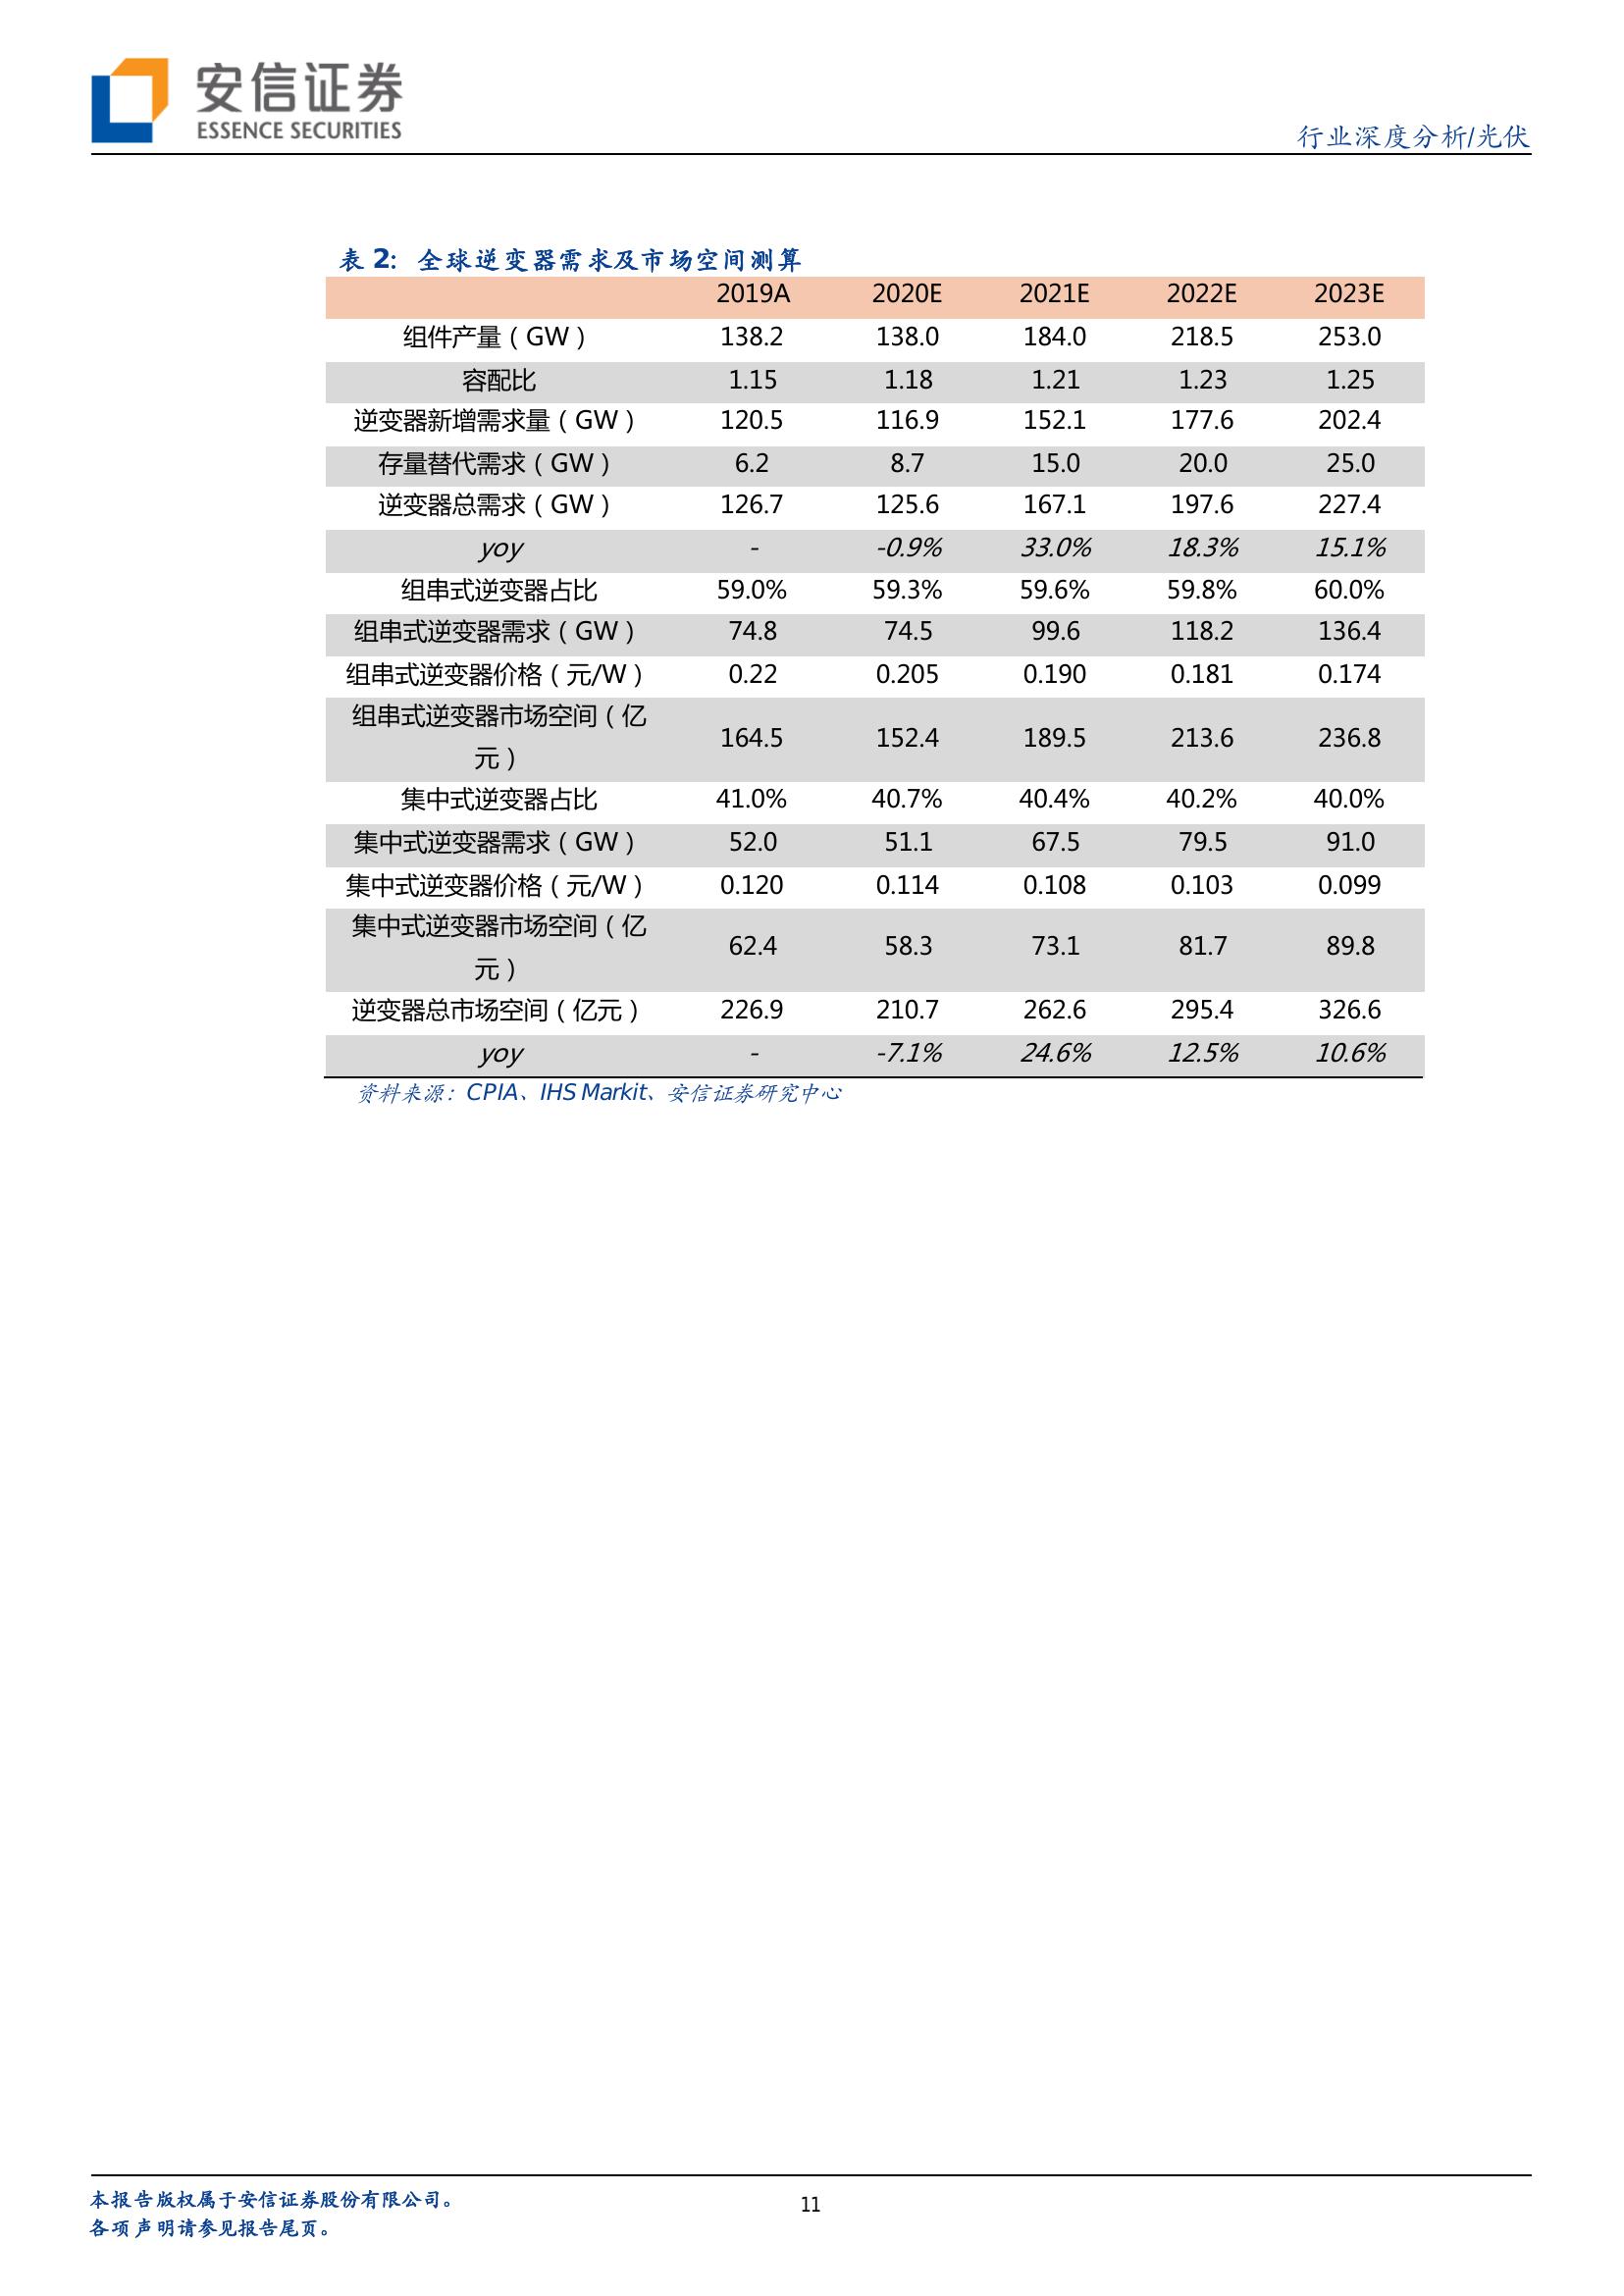 安信证券
ESSENCE SECURITIES
行业深度分析/光伏
表 2: 全球逆变器需求及市场空间测算
2019A 2020E 2021E 2022E 2023E
组件产量（GW） 138.2 138.0 184.0 218.5 253.0
容配比 1.15 1.18 1.21 1.23 1.25
逆变器新增需求量（GW） 120.5 116.9 152.1 177.6 202.4
存量替代需求（GW） 6.2 8.7 15.0 20.0 25.0
逆变器总需求（GW） 126.7 125.6 167.1 197.6 227.4
yoy - -0.9% 33.0% 18.3% 15.1%
组串式逆变器占比 59.0% 59.3% 59.6% 59.8% 60.0%
组串式逆变器需求（GW） 74.8 74.5 99.6 118.2 136.4
组串式逆变器价格（元/W） 0.22 0.205 0.190 0.181 0.174
组串式逆变器市场空间（亿
元） 164.5 152.4 189.5 213.6 236.8
集中式逆变器占比 41.0% 40.7% 40.4% 40.2% 40.0%
集中式逆变器需求（GW） 52.0 51.1 67.5 79.5 91.0
集中式逆变器价格（元/W） 0.120 0.114 0.108 0.103 0.099
集中式逆变器市场空间（亿
元） 62.4 58.3 73.1 81.7 89.8
逆变器总市场空间（亿元） 226.9 210.7 262.6 295.4 326.6
yoy - -7.1% 24.6% 12.5% 10.6%
资料来源：CPIA、IHS Markit、安信证券研究中心
本报告版权属于安信证券股份有限公司。
各项声明请参见报告尾页。
11